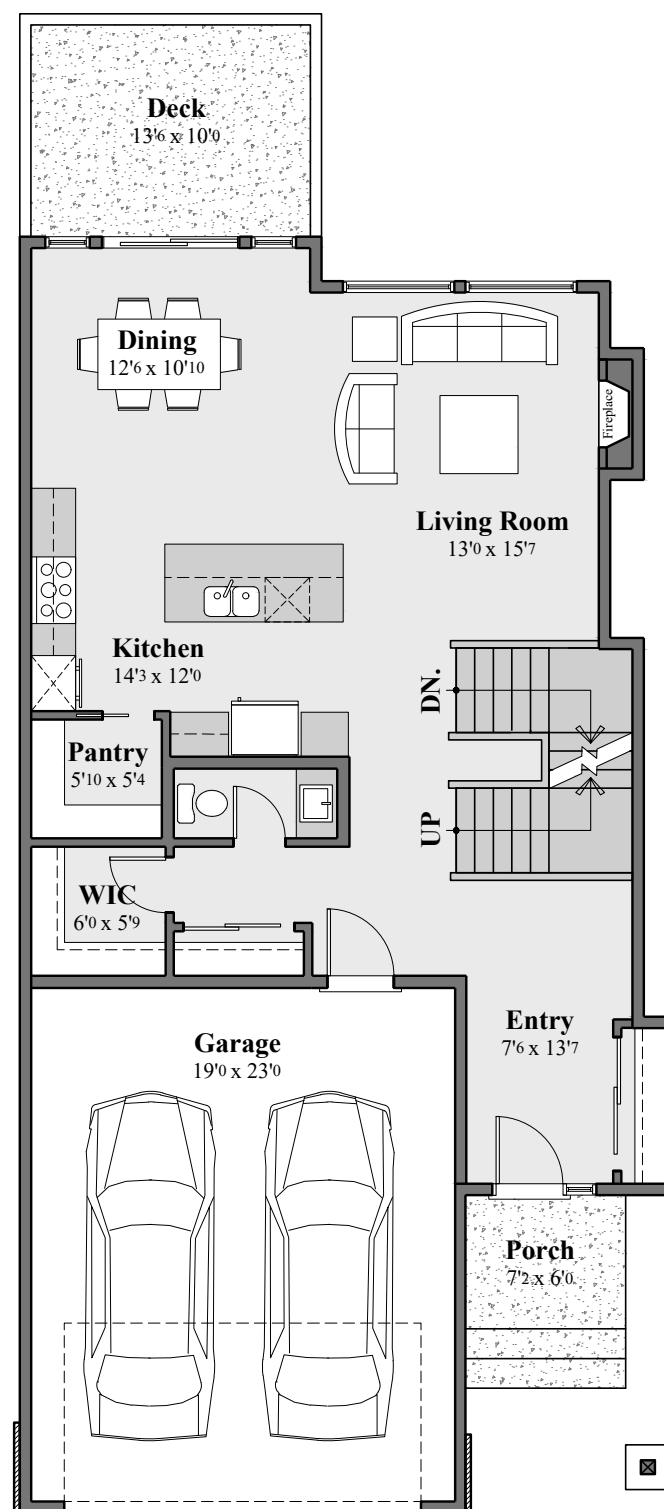 Deck
13'6 x 10'0
Dining
12'6 x 10'10
Fireplace
Living Room
13'0 x 15'7
Kitchen
14'3 x 12'0
DN.
Pantry
5'10 x 5'4
UP
WIC
6'0 x 5'9
Entry
7'6 x 13'7
Garage
19'0 x 23'0
Porch
7'2 x 6'0